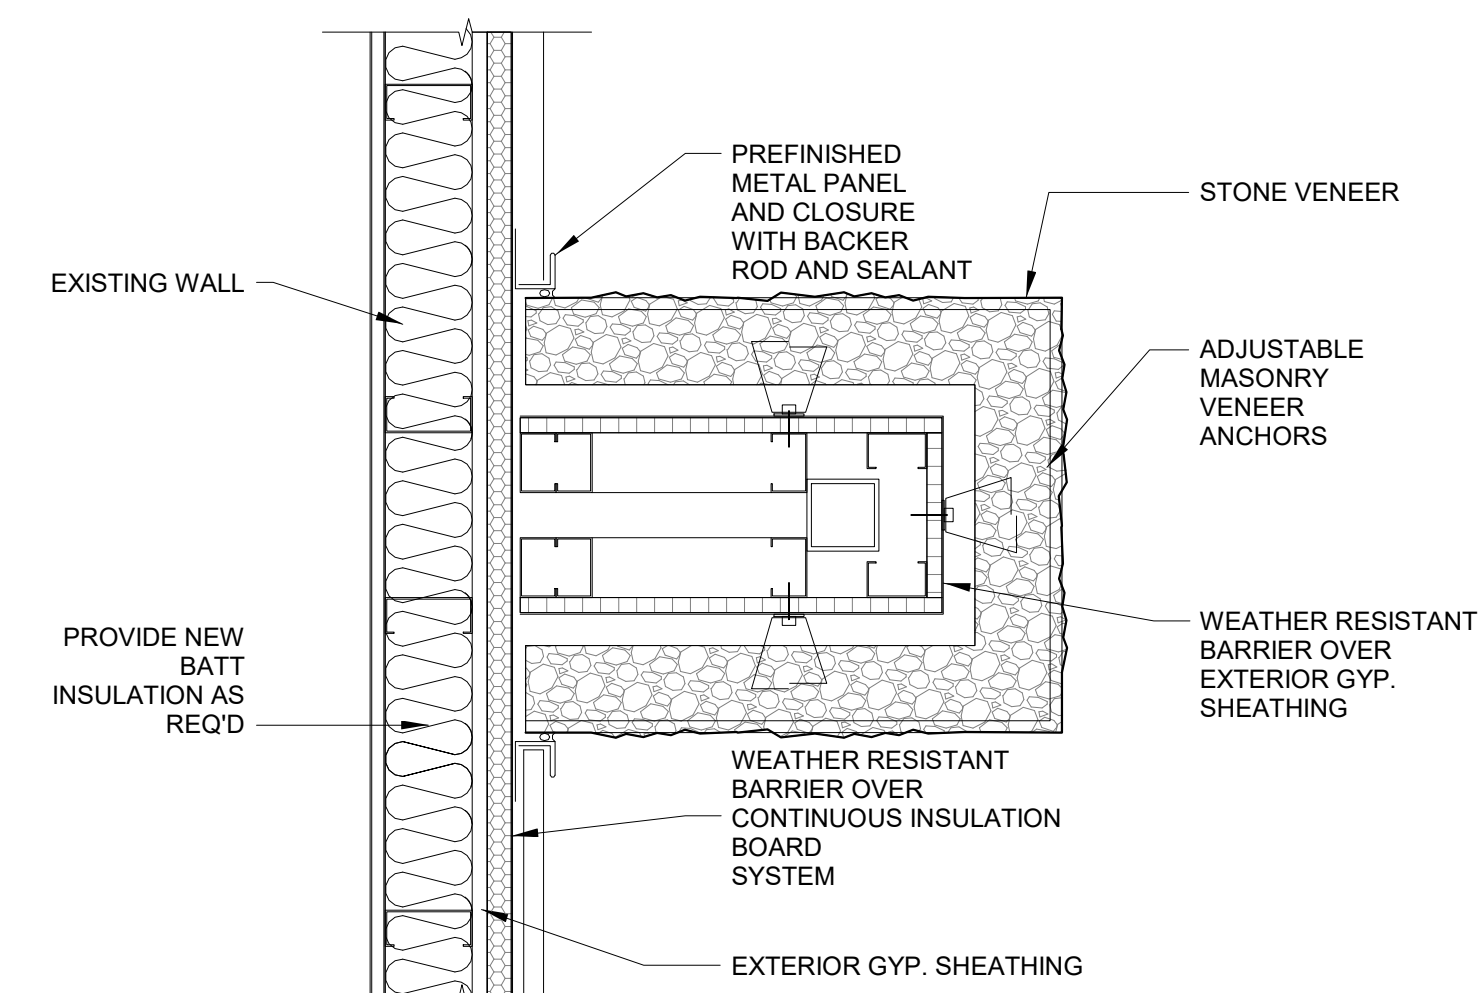 PREFINISHED
METAL PANEL
AND CLOSURE
WITH BACKER
ROD AND SEALANT
STONE VENEER
EXISTING WALL
ADJUSTABLE
MASONRY
VENEER
ANCHORS
PROVIDE NEW
BATT
INSULATION AS
REQ'D
WEATHER RESISTANT
BARRIER OVER
EXTERIOR GYP.
SHEATHING
WEATHER RESISTANT
BARRIER OVER
CONTINUOUS INSULATION
BOARD
SYSTEM
EXTERIOR GYP. SHEATHING